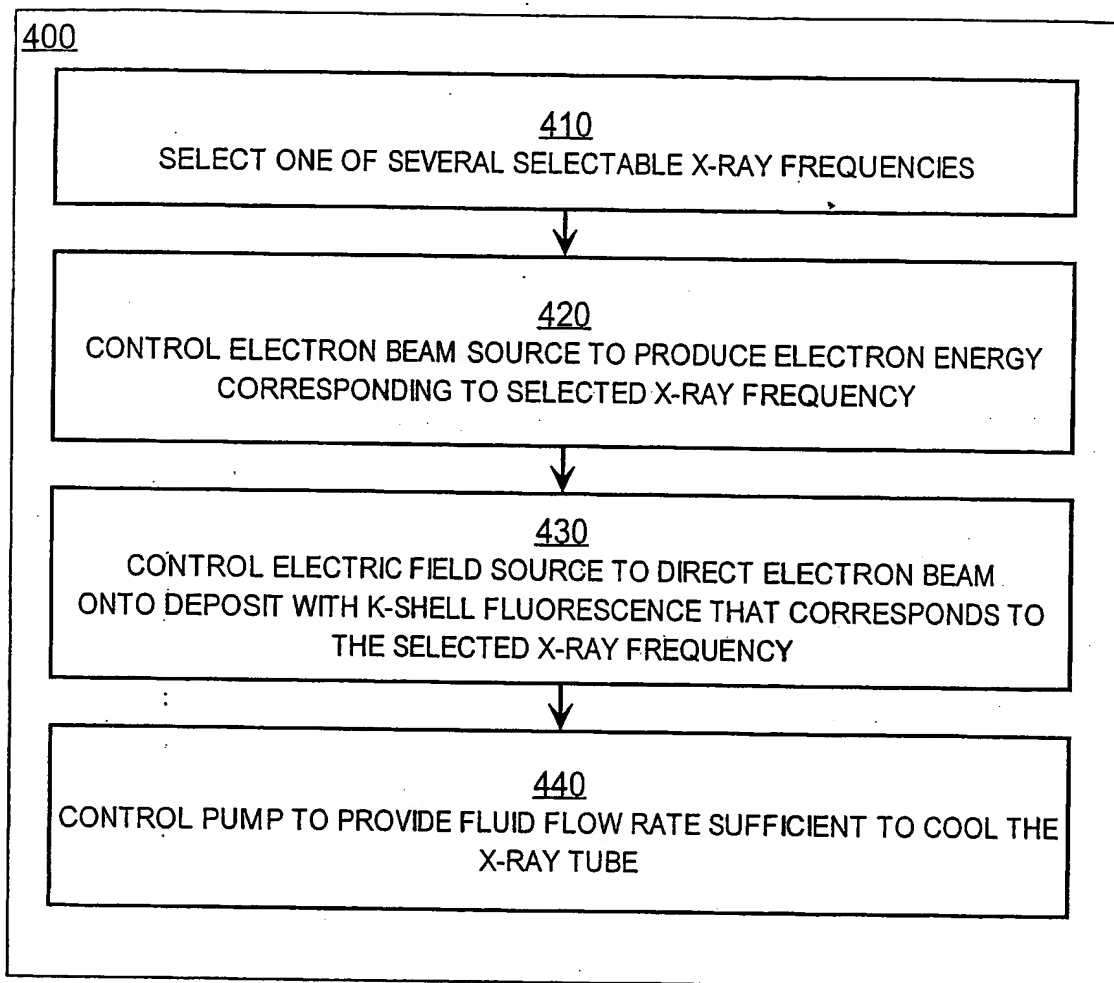 400
410
SELECT ONE OF SEVERAL SELECTABLE X-RAY FREQUENCIES
420
CONTROL ELECTRON BEAM SOURCE TO PRODUCE ELECTRON ENERGY
CORRESPONDING TO SELECTED X-RAY FREQUENCY
430
CONTROL ELECTRIC FIELD SOURCE TO DIRECT ELECTRON BEAM
ONTO DEPOSIT WITH K-SHELL FLUORESCENCE THAT CORRESPONDS TO
THE SELECTED X-RAY FREQUENCY
440
CONTROL PUMP TO PROVIDE FLUID FLOW RATE SUFFICIENT TO COOL THE
X-RAY TUBE